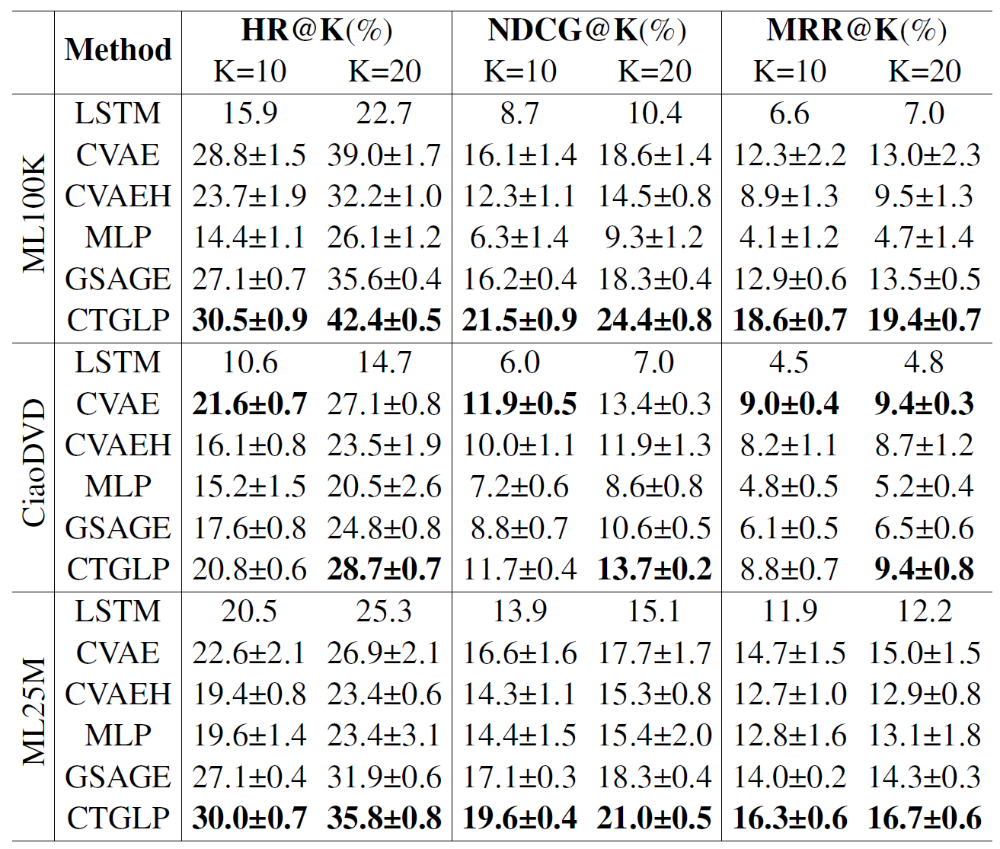 Method HR@K(%) NDCG@K(%) MRR@K(%)
K=10 K=20 K=10 K=20 K=10 K=20
ML100K
LSTM 15.9 22.7 8.7 10.4 6.6 7.0
CVAE 28.8±1.5 39.0±1.7 16.1±1.4 18.6±1.4 12.3±2.2 13.0±2.3
CVAEH 23.7±1.9 32.2±1.0 12.3±1.1 14.5±0.8 8.9±1.3 9.5±1.3
MLP 14.4±1.1 26.1±1.2 6.3±1.4 9.3±1.2 4.1±1.2 4.7±1.4
GSAGE 27.1±0.7 35.6±0.4 16.2±0.4 18.3±0.4 12.9±0.6 13.5±0.5
CTGLP 30.5±0.9 42.4±0.5 21.5±0.9 24.4±0.8 18.6±0.7 19.4±0.7
CiaoDVD
LSTM 10.6 14.7 6.0 7.0 4.5 4.8
CVAE 21.6±0.7 27.1±0.8 11.9±0.5 13.4±0.3 9.0±0.4 9.4±0.3
CVAEH 16.1±0.8 23.5±1.9 10.0±1.1 11.9±1.3 8.2±1.1 8.7±1.2
MLP 15.2±1.5 20.5±2.6 7.2±0.6 8.6±0.8 4.8±0.5 5.2±0.4
GSAGE 17.6±0.8 24.8±0.8 8.8±0.7 10.6±0.5 6.1±0.5 6.5±0.6
CTGLP 20.8±0.6 28.7±0.7 11.7±0.4 13.7±0.2 8.8±0.7 9.4±0.8
ML25M
LSTM 20.5 25.3 13.9 15.1 11.9 12.2
CVAE 22.6±2.1 26.9±2.1 16.6±1.6 17.7±1.7 14.7±1.5 15.0±1.5
CVAEH 19.4±0.8 23.4±0.6 14.3±1.1 15.3±0.8 12.7±1.0 12.9±0.8
MLP 19.6±1.4 23.4±3.1 14.4±1.5 15.4±2.0 12.8±1.6 13.1±1.8
GSAGE 27.1±0.4 31.9±0.6 17.1±0.3 18.3±0.4 14.0±0.2 14.3±0.3
CTGLP 30.0±0.7 35.8±0.8 19.6±0.4 21.0±0.5 16.3±0.6 16.7±0.6